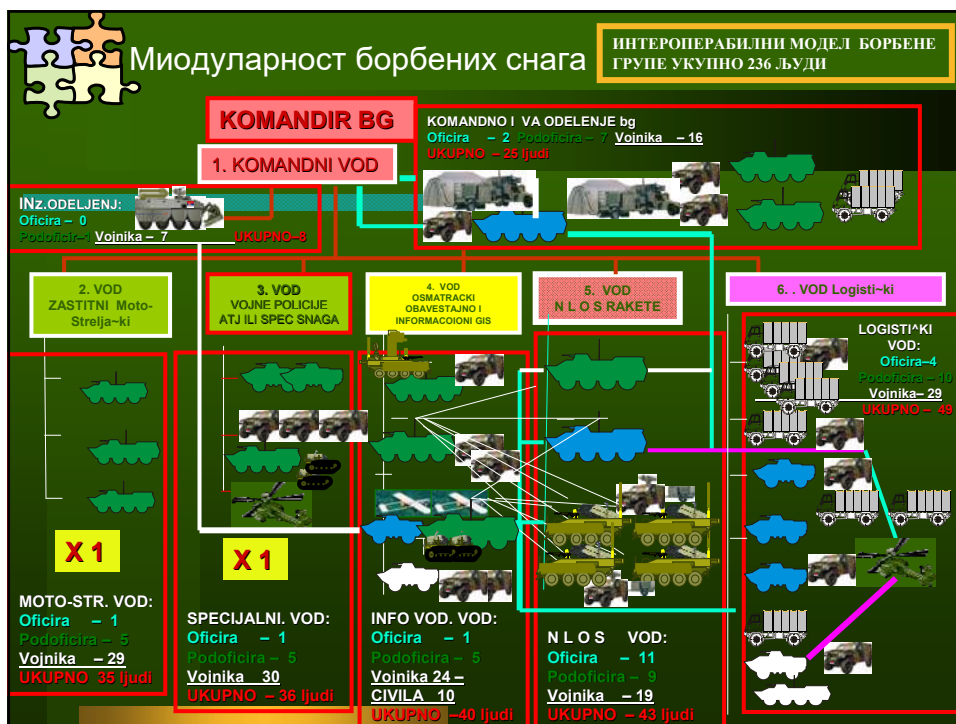 Миодуларност борбених снага
ИНТЕРОПЕРАБИЛНИ МОДЕЛ БОРБЕНЕ
ГРУПЕ УКУПНО 236 ЉУДИ
KOMANDIR BG
1. KOMANDNI VOD
KOMANDNO I VA ODELENJE bg
Oficira – 2 Podoficira – 7 Vojnika – 16
UKUPNO – 25 ljudi
INz.ODELJENJ:
Oficira – 0
Podoficir–1 Vojnika – 7 UKUPNO–8
2. VOD
ZASTITNI Moto-
Strelja~ki
3. VOD
VOJNE POLICIJE
ATJ ILI SPEC SNAGA
4. VOD
OSMATRACKI
OBAVESTAJNO I
INFORMACOIONI GIS
5. VOD
N L O S RAKETE
6. . VOD Logisti~ki
LOGISTI^KI
VOD:
Oficira–4
Podoficira – 10
Vojnika– 29
UKUPNO – 49
X 1
X 1
MOTO-STR. VOD:
Oficira – 1
Podoficira – 5
Vojnika – 29
UKUPNO 35 ljudi
SPECIJALNI. VOD:
Oficira – 1
Podoficira – 5
Vojnika 30
UKUPNO – 36 ljudi
INFO VOD. VOD:
Oficira – 1
Podoficira – 5
Vojnika 24 –
CIVILA 10
UKUPNO –40 ljudi
N L O S VOD:
Oficira – 11
Podoficira – 9
Vojnika – 19
UKUPNO – 43 ljudi